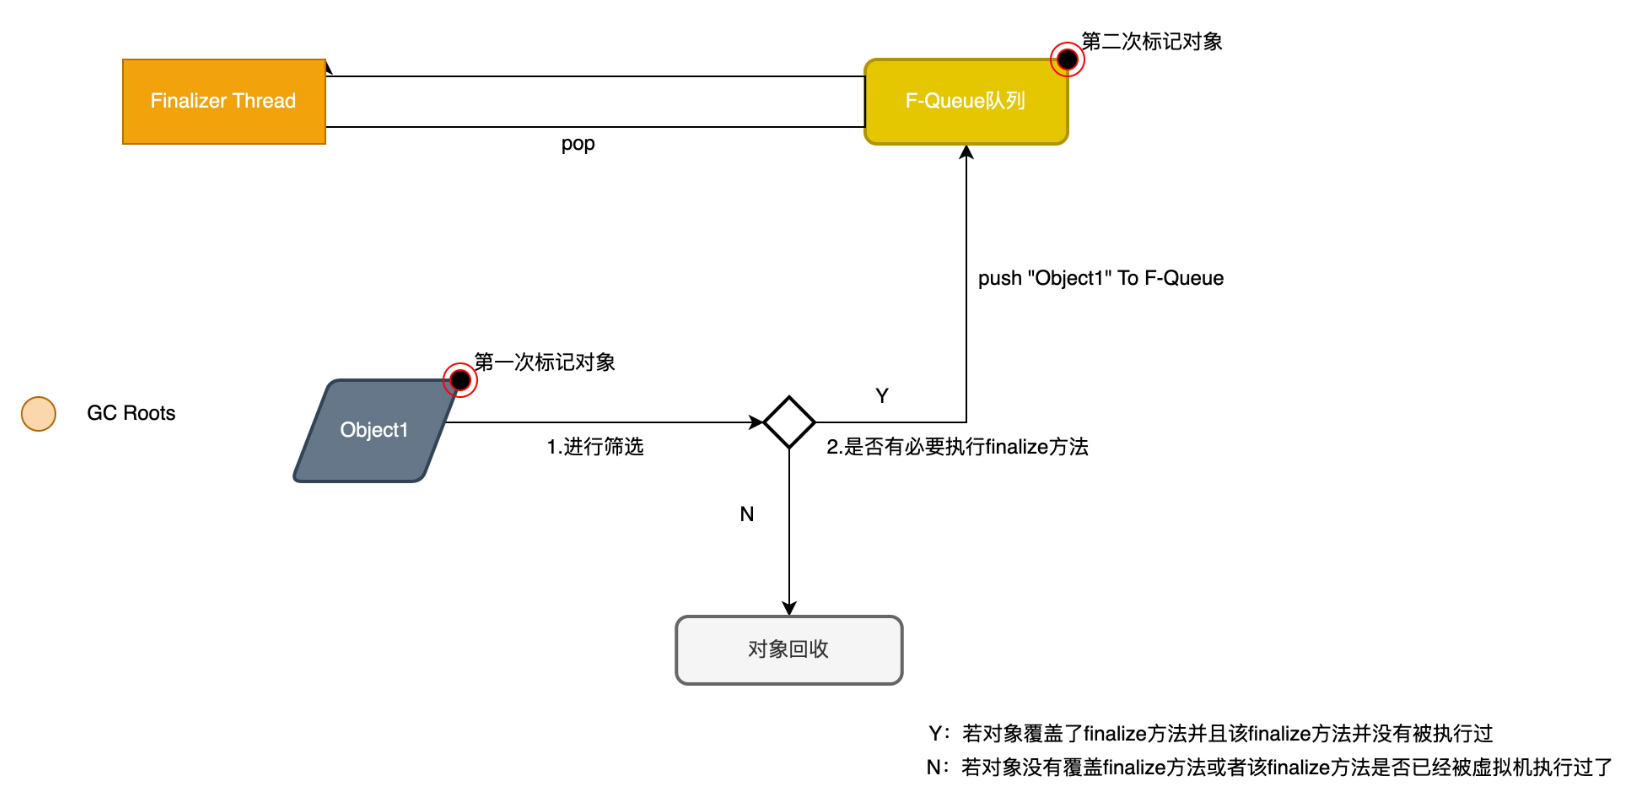 第二次标记对象
Finalizer Thread
F-Queue队列
pop
push "Object1" To F-Queue
第一次标记对象
GC Roots
Object1
Y
1.进行筛选
2.是否有必要执行finalize方法
N
对象回收
Y：若对象覆盖了finalize方法并且该finalize方法并没有被执行过
N：若对象没有覆盖finalize方法或者该finalize方法是否已经被虚拟机执行过了